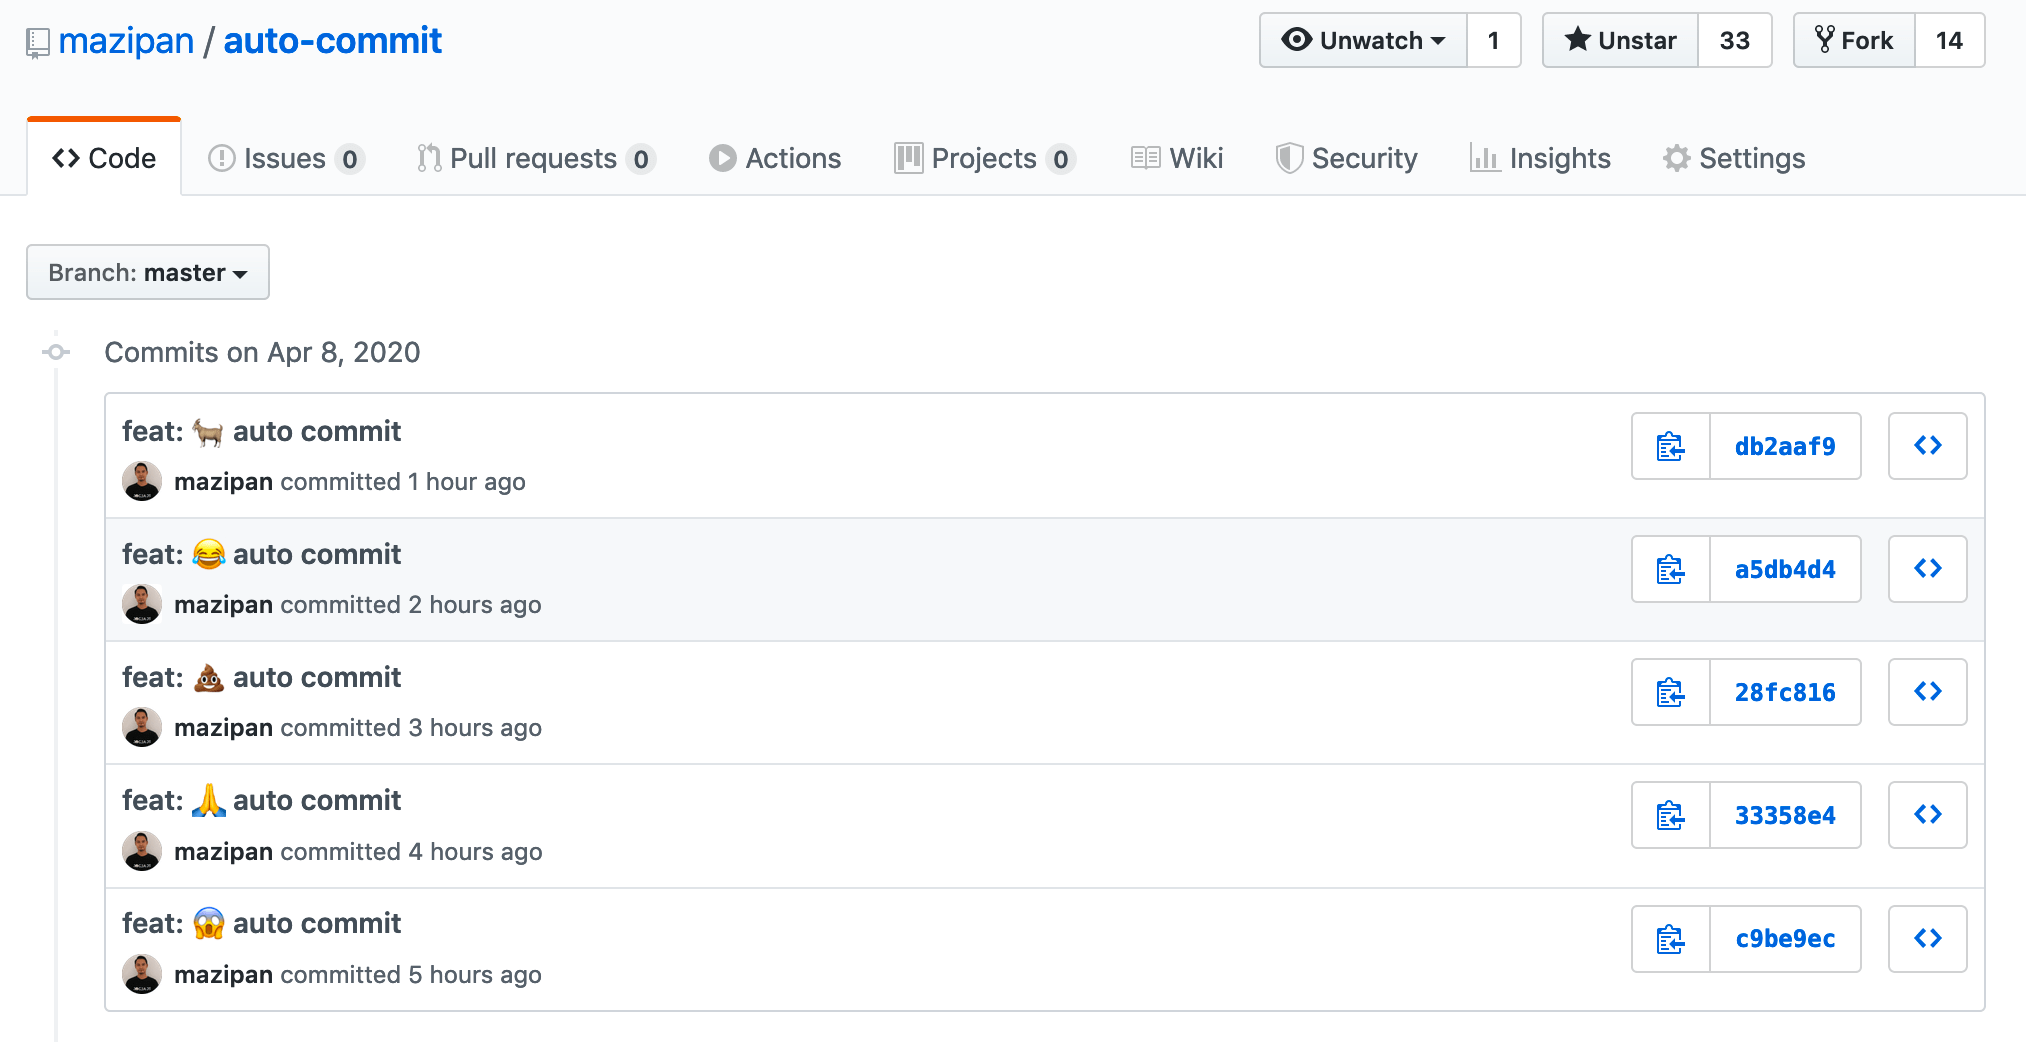 mazipan / auto-commit
Unwatch 1 Unstar 33 Fork 14
Code Issues 0 Pull requests 0 Actions Projects 0 Wiki Security Insights Settings
Branch: master
Commits on Apr 8, 2020
feat: 🐐 auto commit
db2aaf9
mazipan committed 1 hour ago
feat: 😂 auto commit
a5db4d4
mazipan committed 2 hours ago
feat: 💩 auto commit
28fc816
mazipan committed 3 hours ago
feat: 🙏 auto commit
33358e4
mazipan committed 4 hours ago
feat: 😱 auto commit
c9be9ec
mazipan committed 5 hours ago